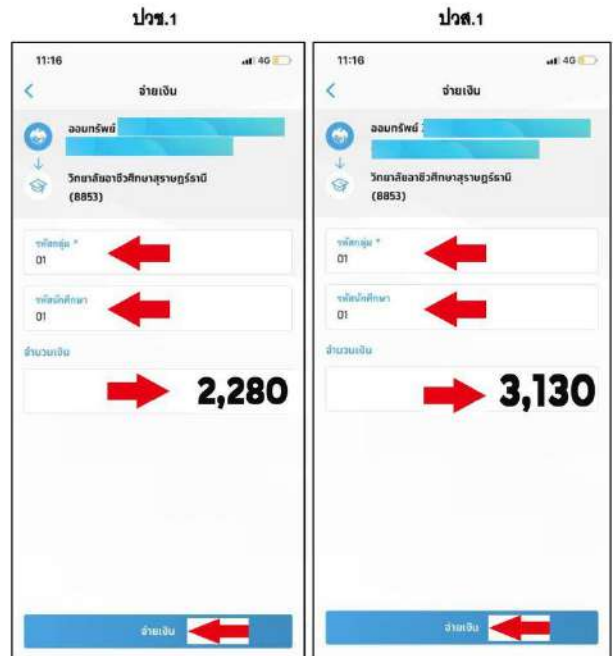 ปวช.1
11:16
4G
จ่ายเงิน
ออมทรัพย์
วิทยาลัยอาชีวศึกษาสุราษฎร์ธานี
(8853)
รหัสกลุ่ม *
01
รหัสนักศึกษา
01
จำนวนเงิน
2,280
จ่ายเงิน
ปวส.1
11:16
4G
จ่ายเงิน
ออมทรัพย์
วิทยาลัยอาชีวศึกษาสุราษฎร์ธานี
(8853)
รหัสกลุ่ม *
01
รหัสนักศึกษา
01
จำนวนเงิน
3,130
จ่ายเงิน